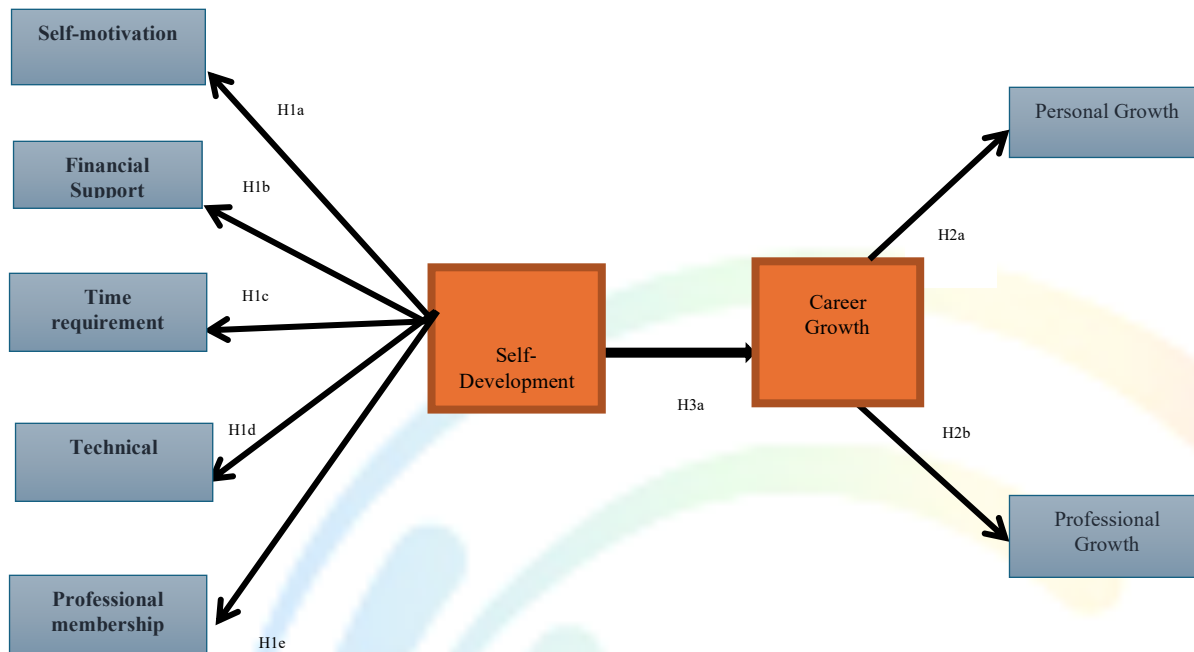 Self-motivation
H1a
Financial
Support
H1b
Time
requirement
H1c
Technical
H1d
Professional
membership
H1e
Self-
Development
H3a
Career
Growth
H2a
Personal Growth
H2b
Professional
Growth